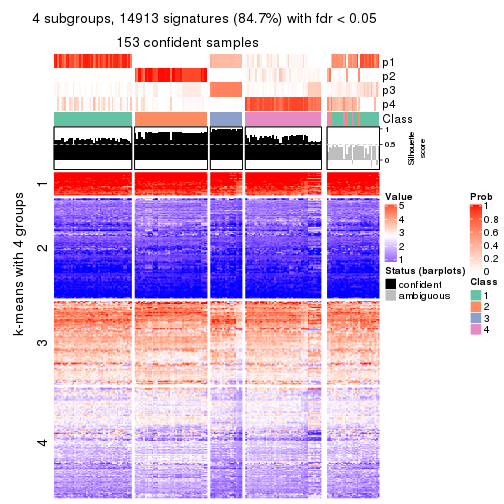 4 subgroups, 14913 signatures (84.7%) with fdr < 0.05
153 confident samples
p1
p2
p3
p4
Class
1
0.5
0
Silhouette
score
k-means with 4 groups
1
2
3
4
Value
5
4
3
2
1
Status (barplots)
confident
ambiguous
Prob
1
0.8
0.6
0.4
0.2
0
Class
1
2
3
4